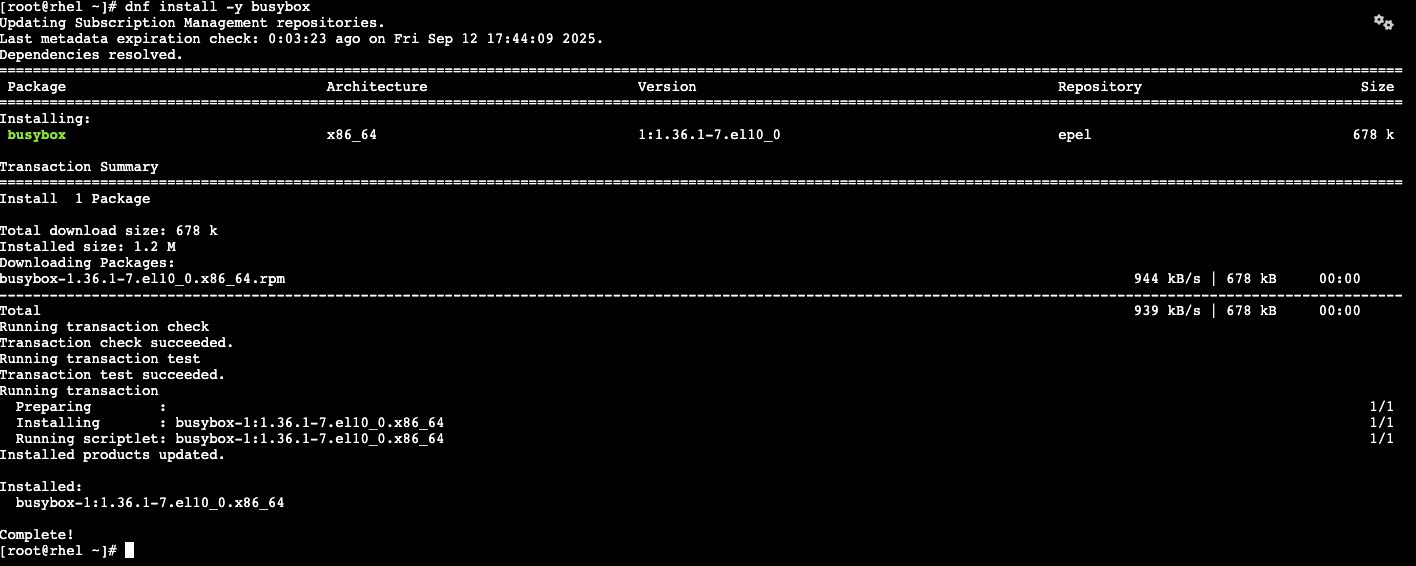 [root@rhel ~]# dnf install -y busybox
Updating Subscription Management repositories.
Last metadata expiration check: 0:03:23 ago on Fri Sep 12 17:44:09 2025.
Dependencies resolved.
================================================================================
 Package                Architecture                Version                Repository                Size
================================================================================
Installing:
 busybox                x86_64                1:1.36.1-7.el10_0                epel                678 k

Transaction Summary
================================================================================
Install  1 Package

Total download size: 678 k
Installed size: 1.2 M
Downloading Packages:
busybox-1.36.1-7.el10_0.x86_64.rpm                944 kB/s | 678 kB     00:00
--------------------------------------------------------------------------------
Total                939 kB/s | 678 kB     00:00
Running transaction check
Transaction check succeeded.
Running transaction test
Transaction test succeeded.
Running transaction
  Preparing        :                1/1
  Installing       : busybox-1:1.36.1-7.el10_0.x86_64                1/1
  Running scriptlet: busybox-1:1.36.1-7.el10_0.x86_64                1/1
Installed products updated.

Installed:
  busybox-1:1.36.1-7.el10_0.x86_64

Complete!
[root@rhel ~]#